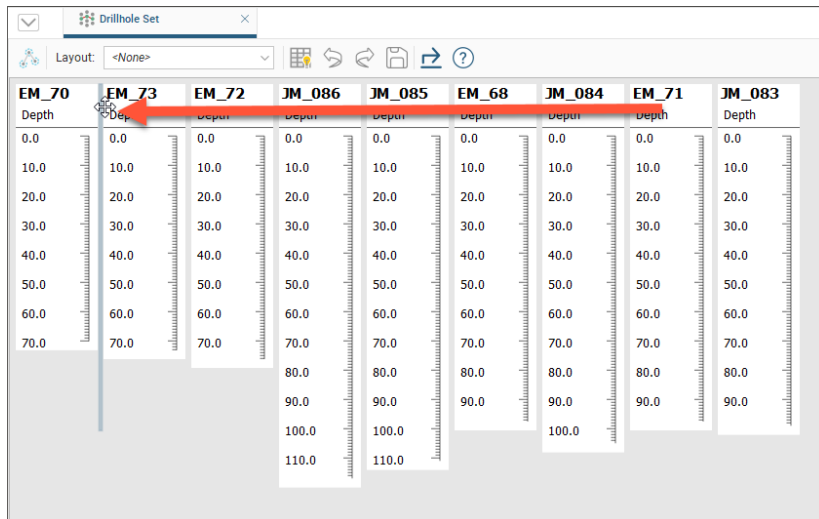 Drillhole Set
Layout: <None>
EM_70 EM_73 EM_72 JM_086 JM_085 EM_68 JM_084 EM_71 JM_083
Depth Depth Depth Depth Depth Depth Depth Depth Depth
0.0 0.0 0.0 0.0 0.0 0.0 0.0 0.0 0.0
10.0 10.0 10.0 10.0 10.0 10.0 10.0 10.0 10.0
20.0 20.0 20.0 20.0 20.0 20.0 20.0 20.0 20.0
30.0 30.0 30.0 30.0 30.0 30.0 30.0 30.0 30.0
40.0 40.0 40.0 40.0 40.0 40.0 40.0 40.0 40.0
50.0 50.0 50.0 50.0 50.0 50.0 50.0 50.0 50.0
60.0 60.0 60.0 60.0 60.0 60.0 60.0 60.0 60.0
70.0 70.0 70.0 70.0 70.0 70.0 70.0 70.0 70.0
80.0 80.0 80.0 80.0 80.0 80.0
90.0 90.0 90.0 90.0 90.0 90.0
100.0 100.0 100.0
110.0 110.0